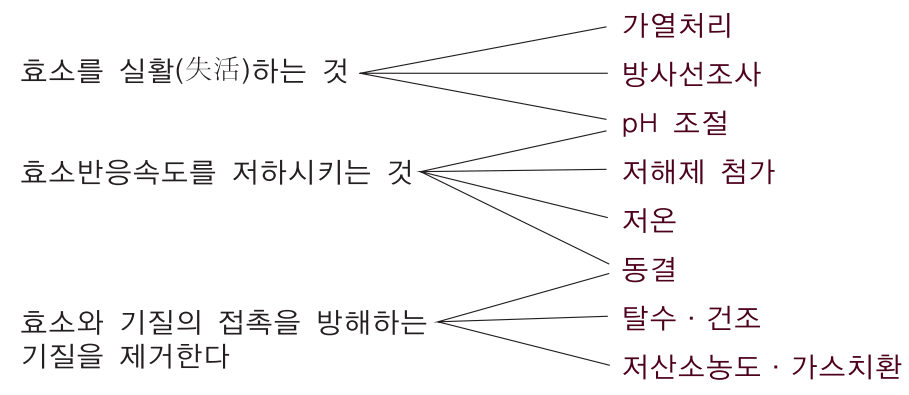 효소를 실활(失活)하는 것
효소반응속도를 저하시키는 것
효소와 기질의 접촉을 방해하는
기질을 제거한다
가열처리
방사선조사
pH 조절
저해제 첨가
저온
동결
탈수 · 건조
저산소농도 · 가스치환